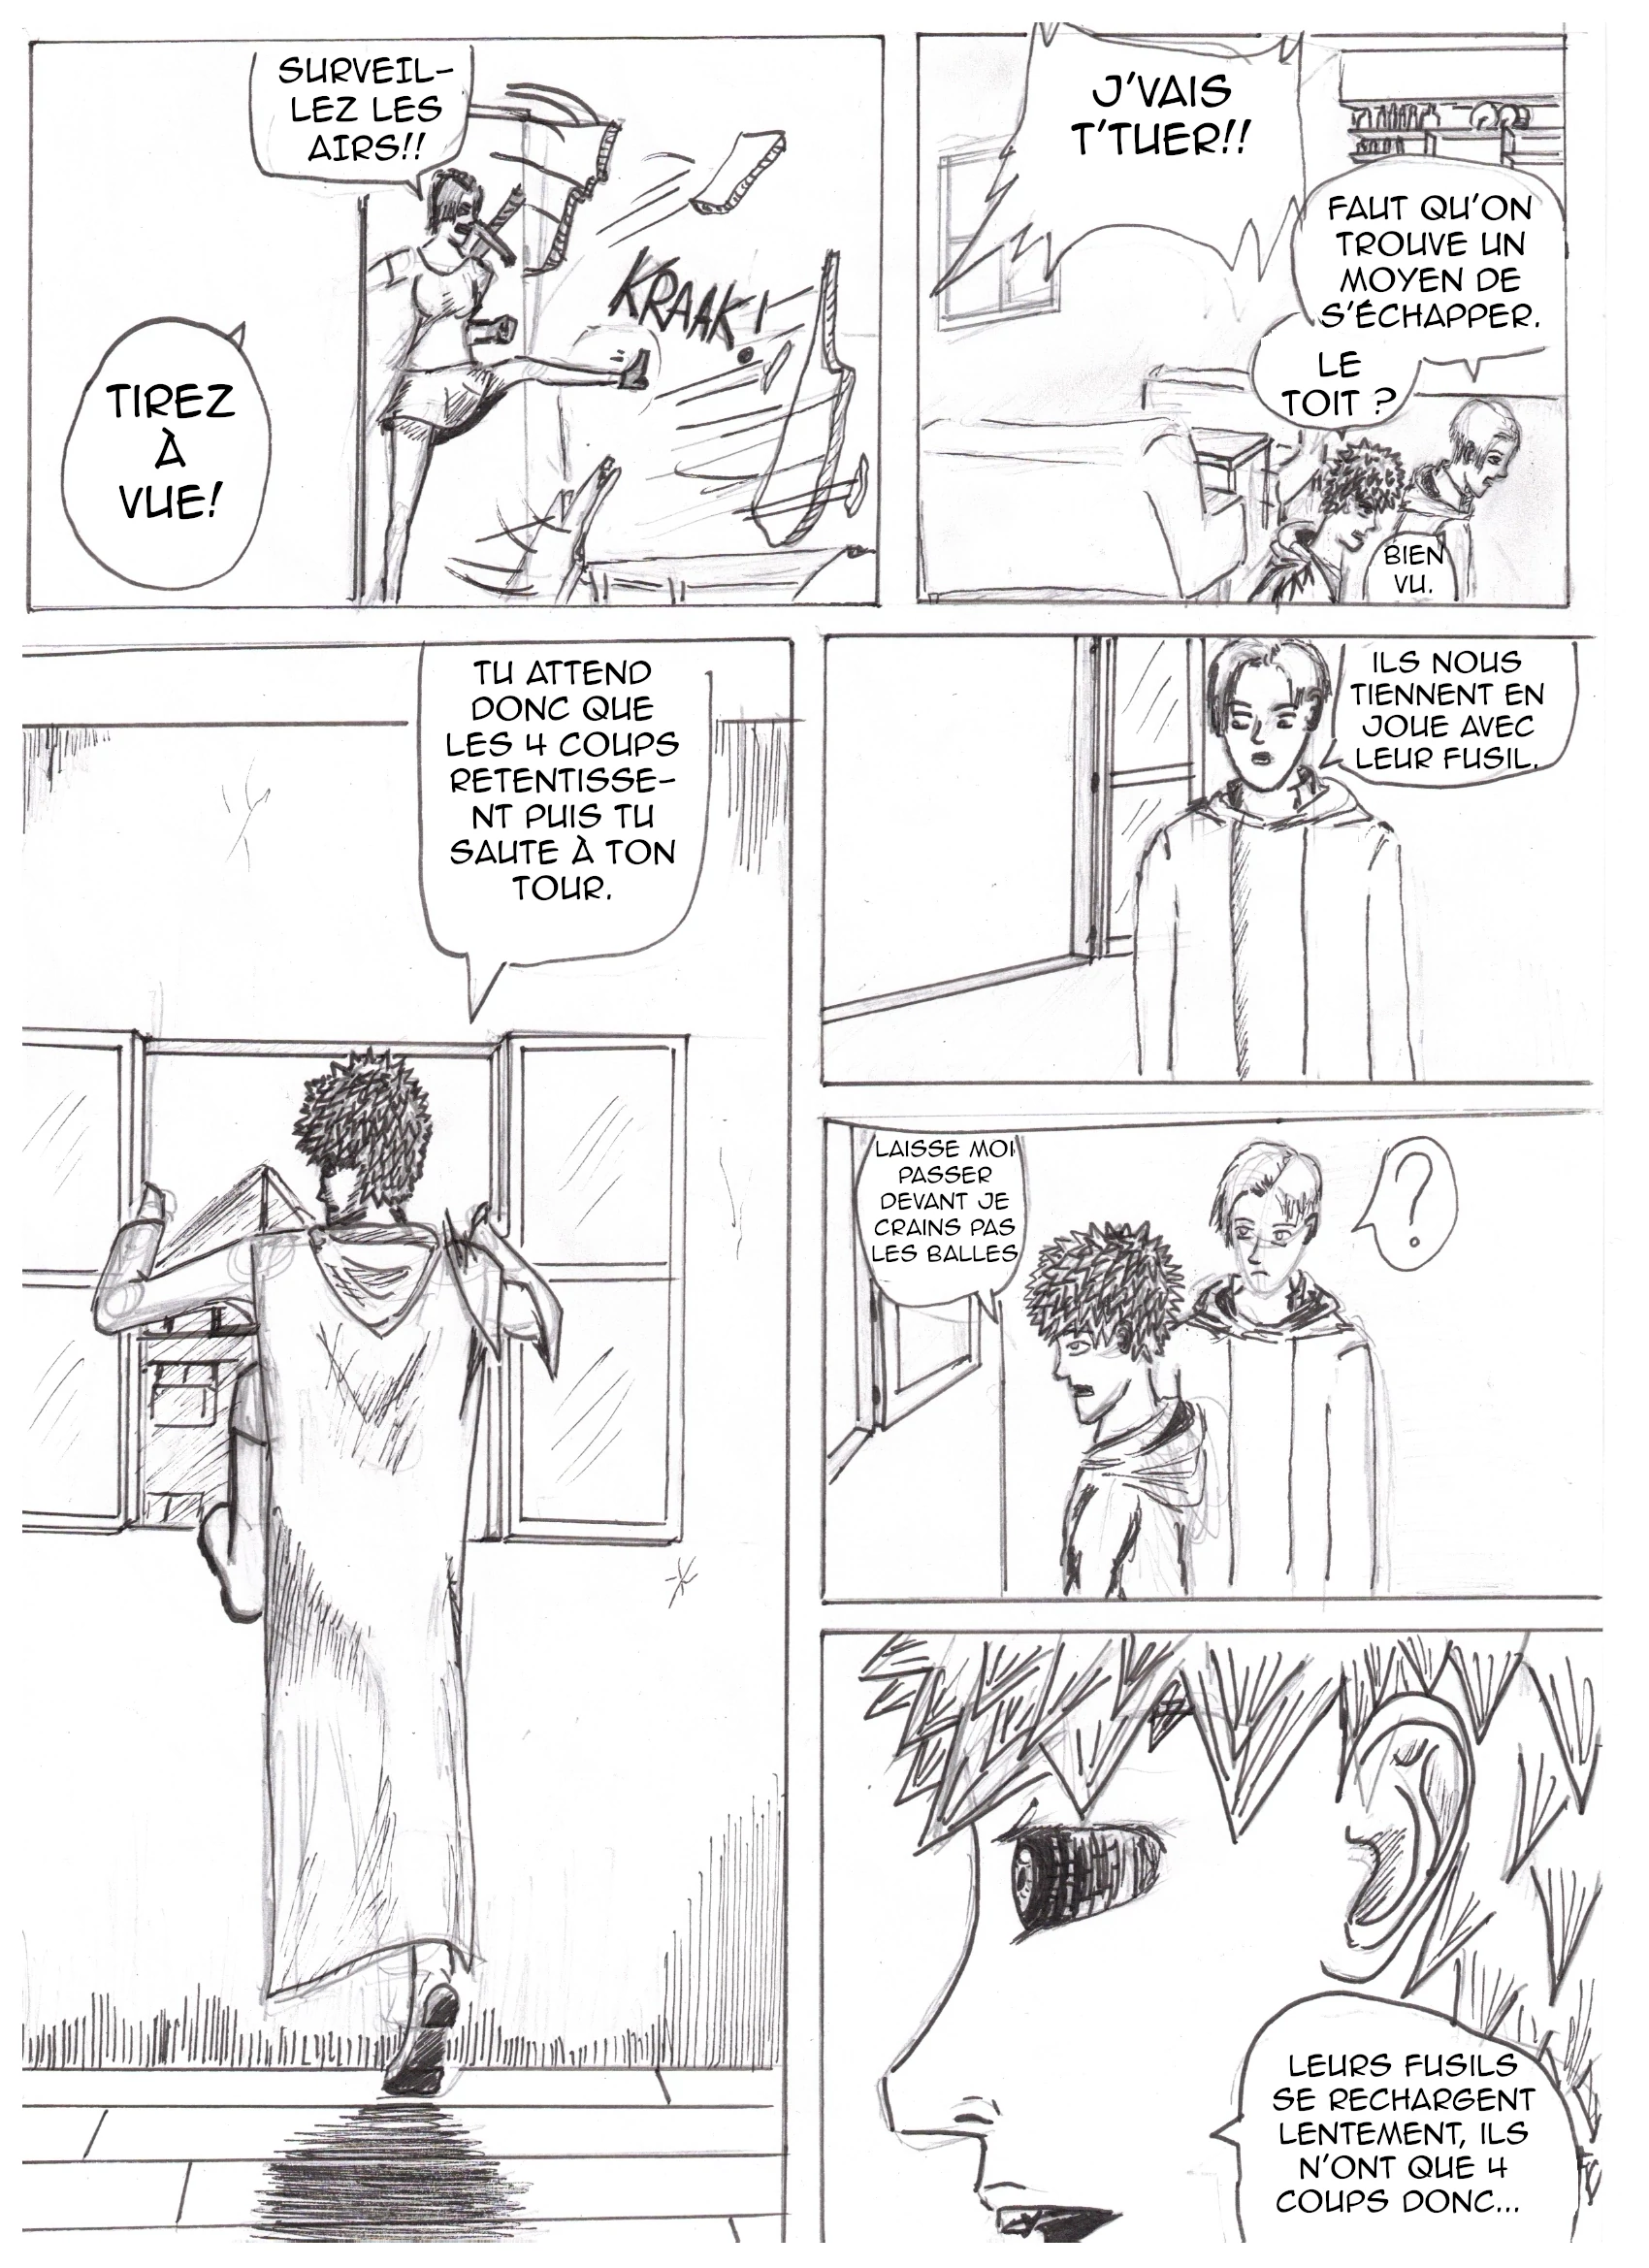 J'VAIS
T'TUER!!
FAUT QU'ON
TROUVE UN
MOYEN DE
S'ÉCHAPPER.
LE
TOIT ?
BIEN
VU.
KRAAK!
SURVEIL-
LEZ LES
AIRS!!
TIREZ
À
VUE!
ILS NOUS
TIENNENT EN
JOUE AVEC
LEUR FUSIL.
?
LAISSE MOI
PASSER
DEVANT JE
CRAINS PAS
LES BALLES
LEURS FUSILS
SE RECHARGENT
LENTEMENT, ILS
N'ONT QUE 4
COUPS DONC...
TU ATTEND
DONC QUE
LES 4 COUPS
RETENTISSE-
NT PUIS TU
SAUTE À TON
TOUR.